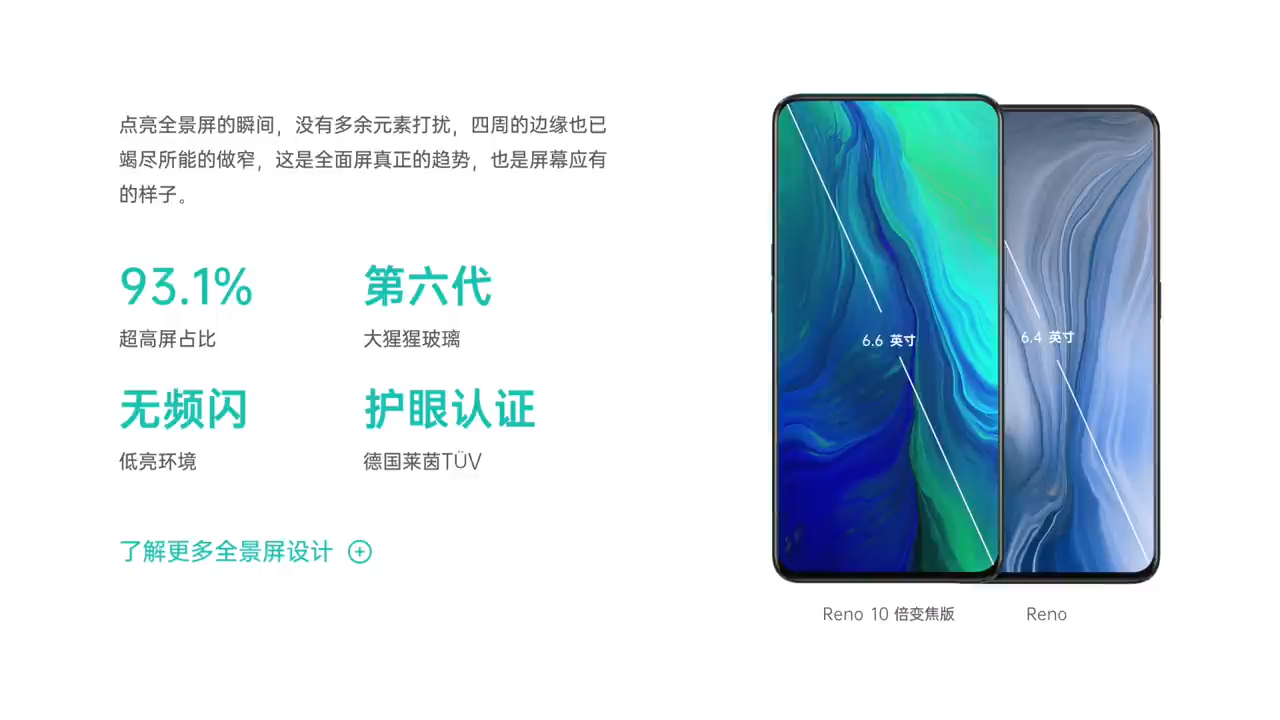 点亮全景屏的瞬间，没有多余元素打扰，四周的边缘也已
竭尽所能的做窄，这是全面屏真正的趋势，也是屏幕应有
的样子。
93.1%
超高屏占比
第六代
大猩猩玻璃
无频闪
低亮环境
护眼认证
德国莱茵TÜV
了解更多全景屏设计
6.6 英寸
6.4 英寸
Reno 10 倍变焦版
Reno